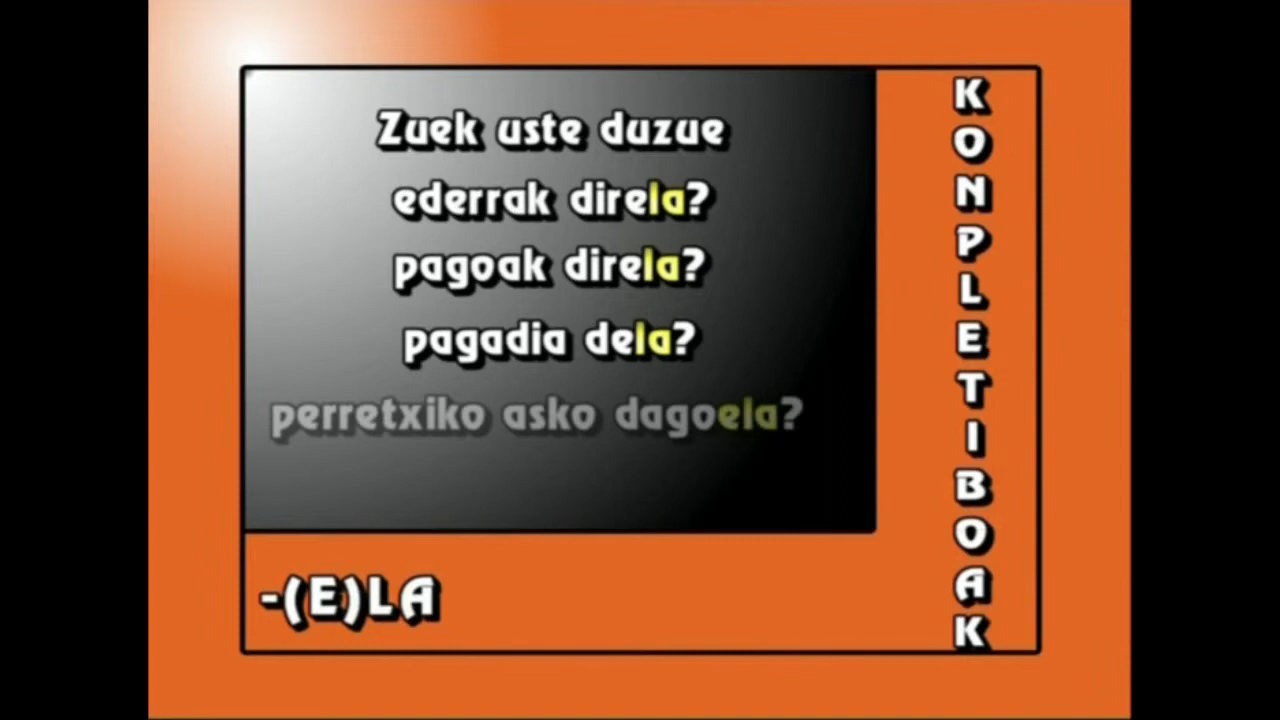 Zuek uste duzue
ederrak direla?
pagoak direla?
pagadia dela?
perretxiko asko dagoela?
-(E)LA
KONPLETIBOAK